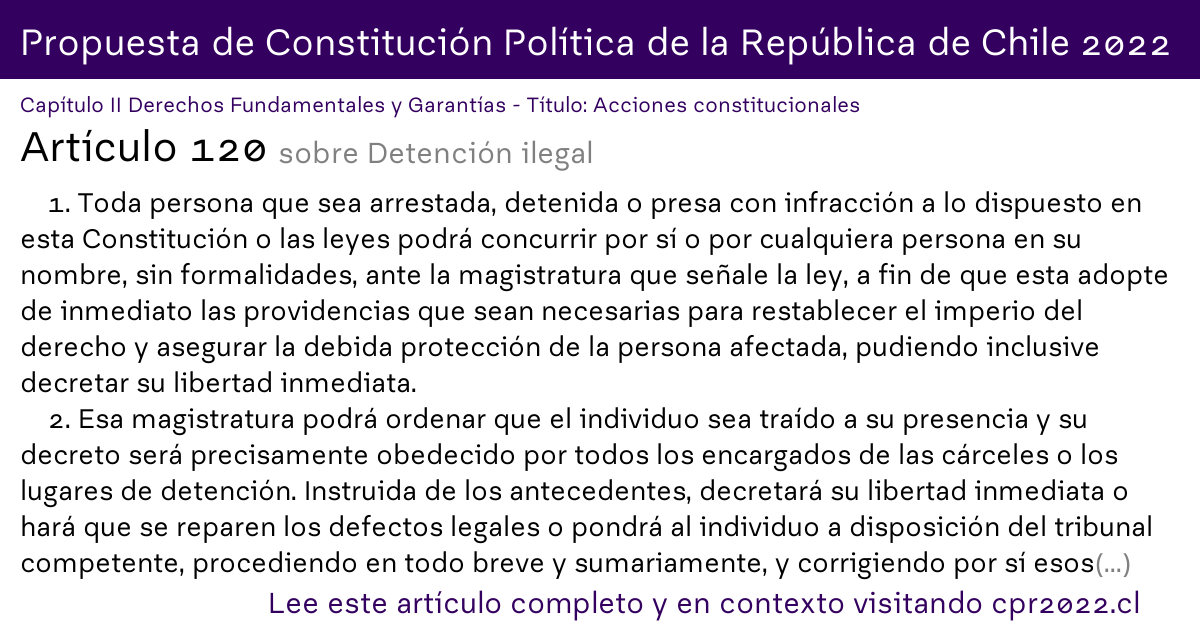 Propuesta de Constitución Política de la República de Chile 2022
Capítulo II Derechos Fundamentales y Garantías - Título: Acciones constitucionales
Artículo 120 sobre Detención ilegal
1. Toda persona que sea arrestada, detenida o presa con infracción a lo dispuesto en
esta Constitución o las leyes podrá concurrir por sí o por cualquiera persona en su
nombre, sin formalidades, ante la magistratura que señale la ley, a fin de que esta adopte
de inmediato las providencias que sean necesarias para restablecer el imperio del
derecho y asegurar la debida protección de la persona afectada, pudiendo inclusive
decretar su libertad inmediata.
2. Esa magistratura podrá ordenar que el individuo sea traído a su presencia y su
decreto será precisamente obedecido por todos los encargados de las cárceles o los
lugares de detención. Instruida de los antecedentes, decretará su libertad inmediata o
hará que se reparen los defectos legales o pondrá al individuo a disposición del tribunal
competente, procediendo en todo breve y sumariamente, y corrigiendo por sí esos(...)
Lee este artículo completo y en contexto visitando cpr2022.cl